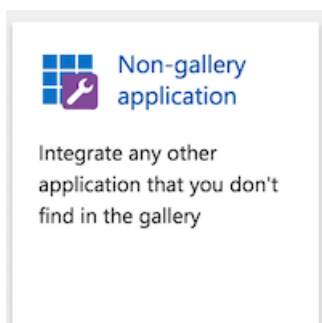 Non-gallery
application
Integrate any other
application that you don't
find in the gallery